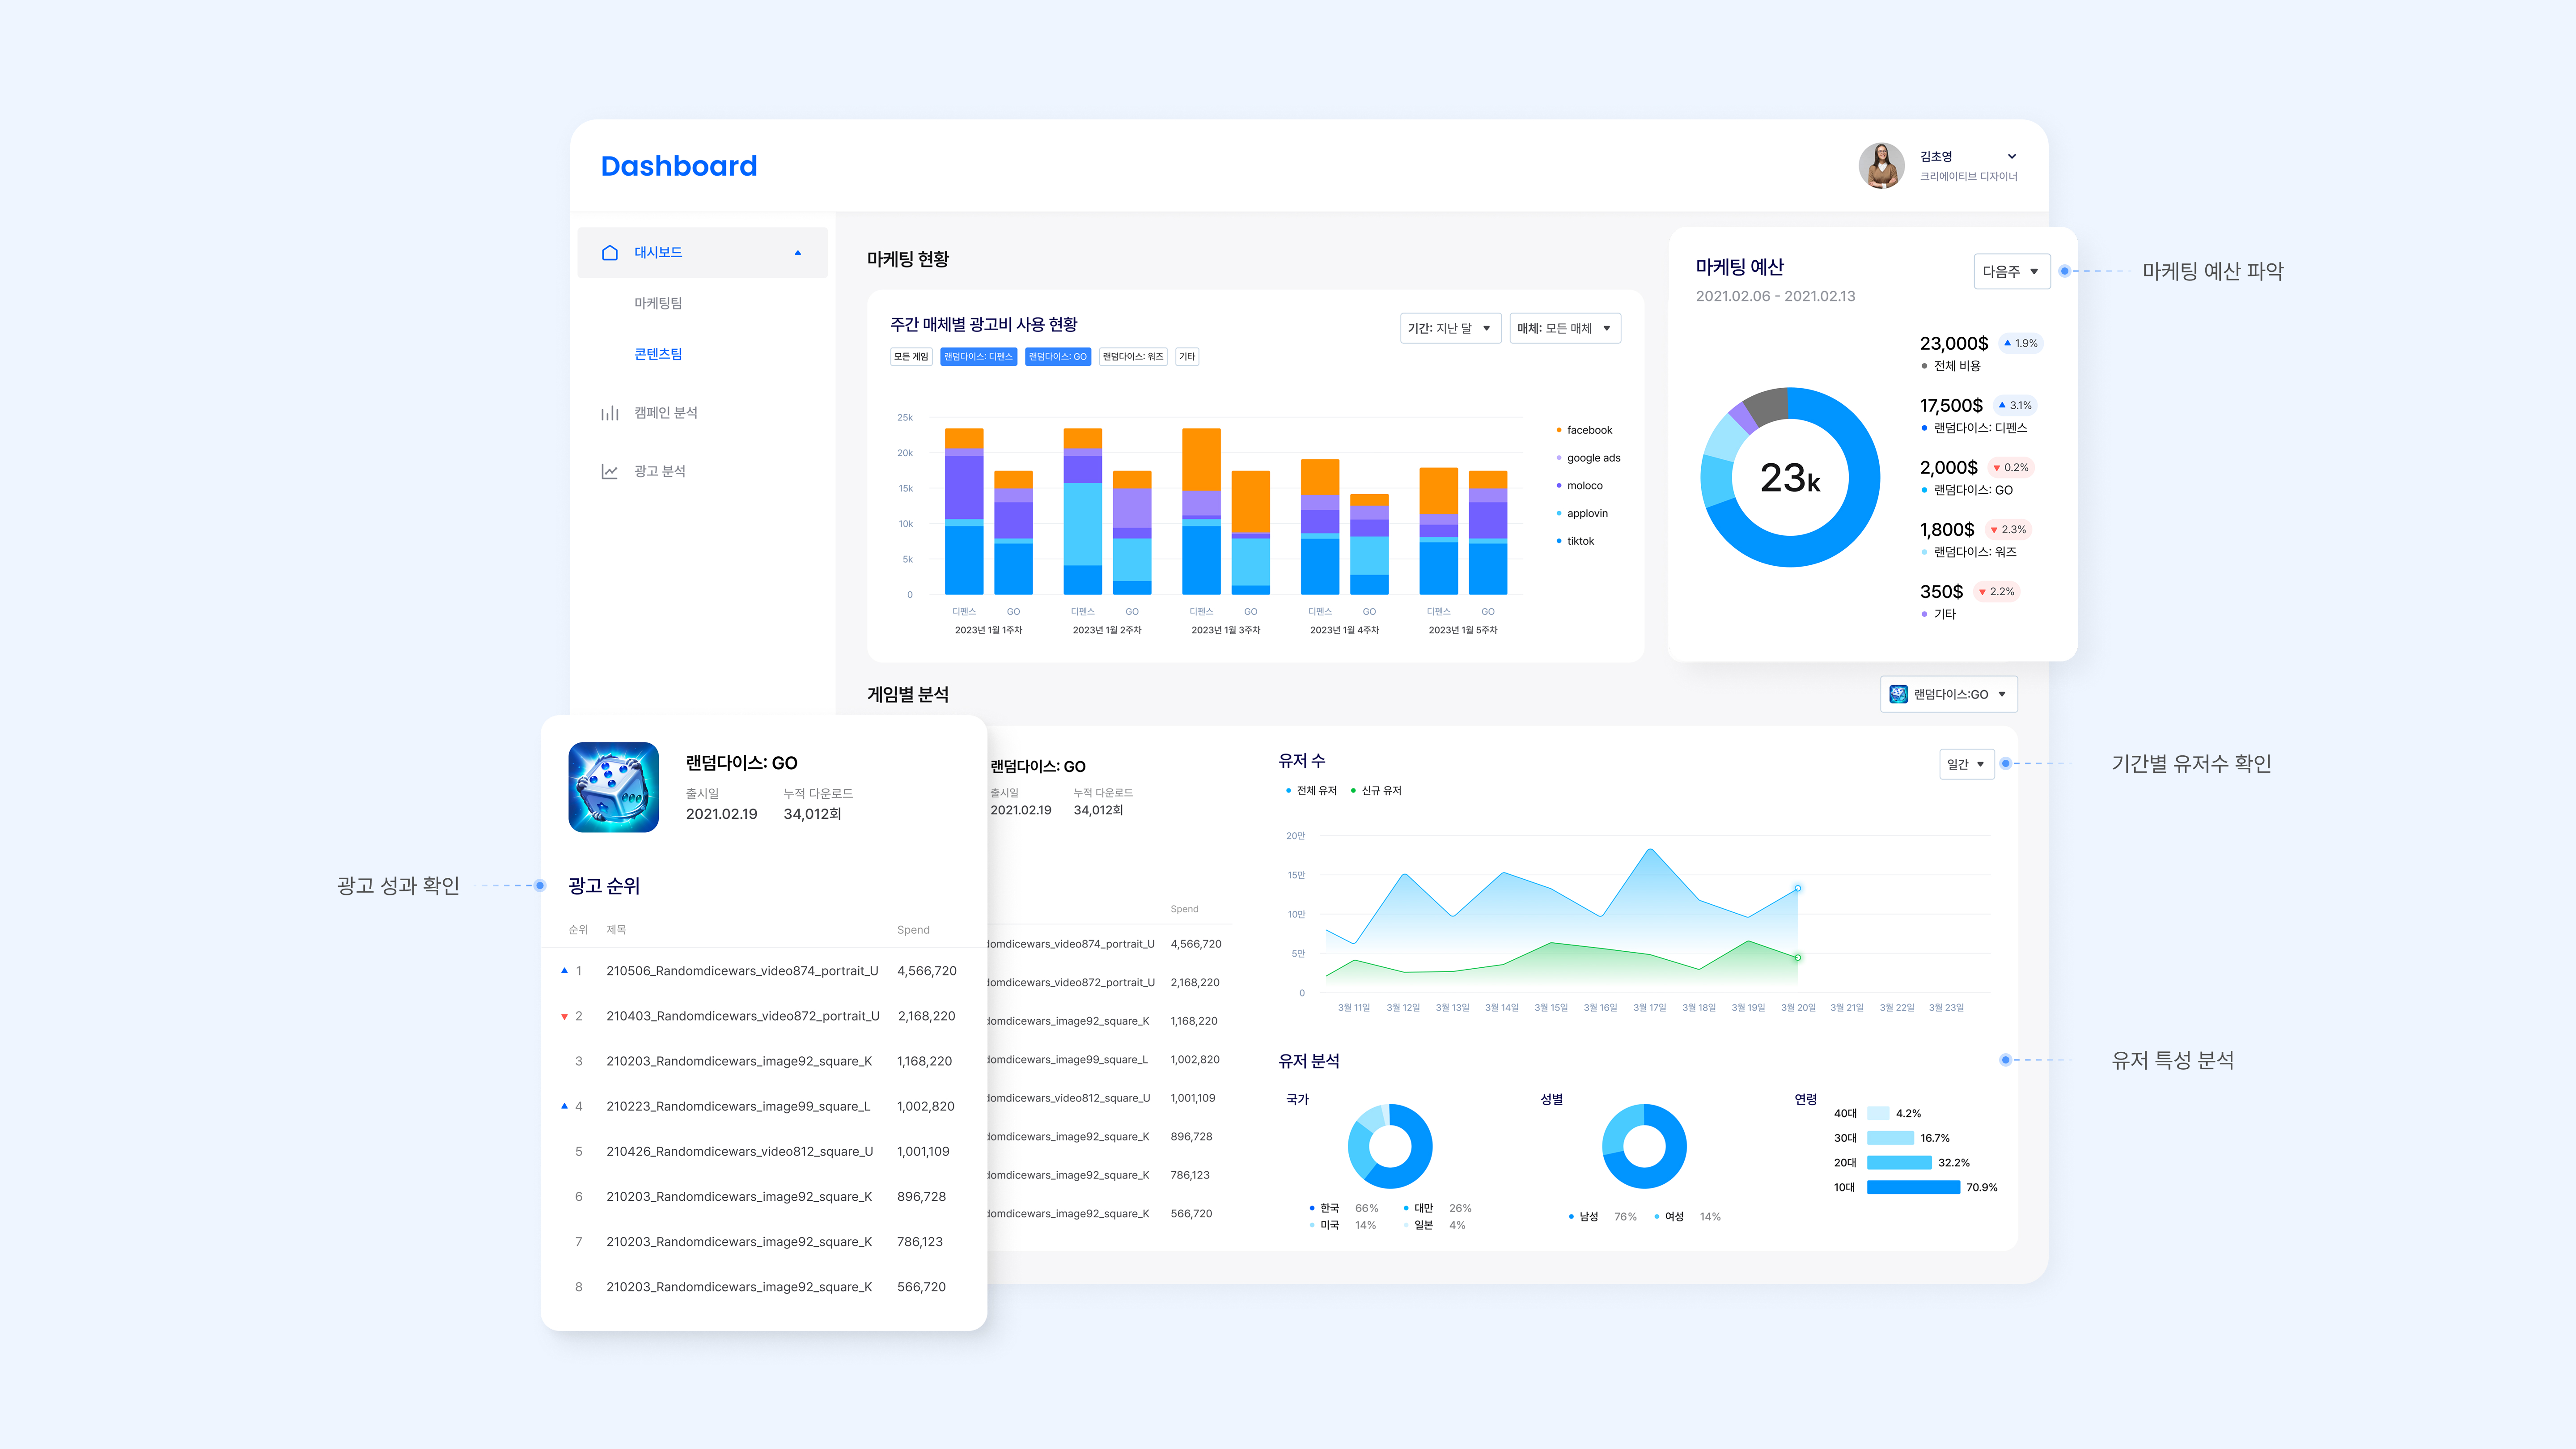 Dashboard
김초영
크리에이티브 디자이너
대시보드
마케팅팀
콘텐츠팀
캠페인 분석
광고 분석
마케팅 현황
주간 매체별 광고비 사용 현황
기간: 지난 달
매체: 모든 매체
모든 게임
랜덤다이스: 디펜스
랜덤다이스: GO
랜덤다이스: 워즈
기타
25k
20k
15k
10k
5k
0
디펜스 GO 디펜스 GO 디펜스 GO 디펜스 GO 디펜스 GO
2023년 1월 1주차 2023년 1월 2주차 2023년 1월 3주차 2023년 1월 4주차 2023년 1월 5주차
facebook
google ads
moloco
applovin
tiktok
마케팅 예산
다음주
2021.02.06 - 2021.02.13
23k
23,000$ 1.9%
전체 비용
17,500$ 3.1%
랜덤다이스: 디펜스
2,000$ 0.2%
랜덤다이스: GO
1,800$ 2.3%
랜덤다이스: 워즈
350$ 2.2%
기타
마케팅 예산 파악
게임별 분석
랜덤다이스:GO
랜덤다이스: GO
출시일 누적 다운로드
2021.02.19 34,012회
광고 성과 확인
광고 순위
순위 제목 Spend
1 210506_Randomdicewars_video874_portrait_U 4,566,720
2 210403_Randomdicewars_video872_portrait_U 2,168,220
3 210203_Randomdicewars_image92_square_K 1,168,220
4 210223_Randomdicewars_image99_square_L 1,002,820
5 210426_Randomdicewars_video812_square_U 1,001,109
6 210203_Randomdicewars_image92_square_K 896,728
7 210203_Randomdicewars_image92_square_K 786,123
8 210203_Randomdicewars_image92_square_K 566,720
랜덤다이스: GO
출시일 누적 다운로드
2021.02.19 34,012회
Spend
domdicewars_video874_portrait_U 4,566,720
domdicewars_video872_portrait_U 2,168,220
domdicewars_image92_square_K 1,168,220
domdicewars_image99_square_L 1,002,820
domdicewars_video812_square_U 1,001,109
domdicewars_image92_square_K 896,728
domdicewars_image92_square_K 786,123
domdicewars_image92_square_K 566,720
유저 수
일간
기간별 유저수 확인
전체 유저
신규 유저
20만
15만
10만
5만
0
3월 11일 3월 12일 3월 13일 3월 14일 3월 15일 3월 16일 3월 17일 3월 18일 3월 19일 3월 20일 3월 21일 3월 22일 3월 23일
유저 분석
유저 특성 분석
국가
한국 66% 대만 26%
미국 14% 일본 4%
성별
남성 76% 여성 14%
연령
40대 4.2%
30대 16.7%
20대 32.2%
10대 70.9%